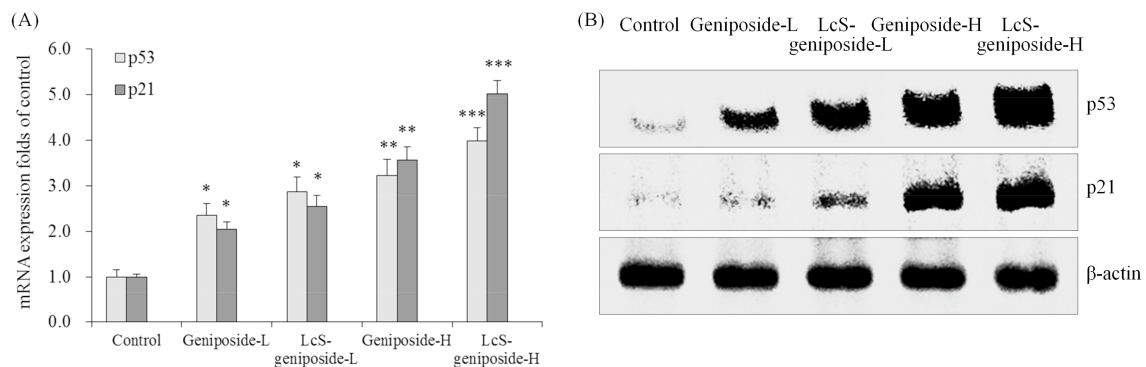 (A)
mRNA expression folds of control
6.0
5.0
4.0
3.0
2.0
1.0
0.0
p53
p21
*
*
*
*
**
**
***
***
Control
Geniposide-L
LcS-
geniposide-L
Geniposide-H
LcS-
geniposide-H
(B)
Control
Geniposide-L
LcS-
geniposide-L
Geniposide-H
LcS-
geniposide-H
p53
p21
β-actin